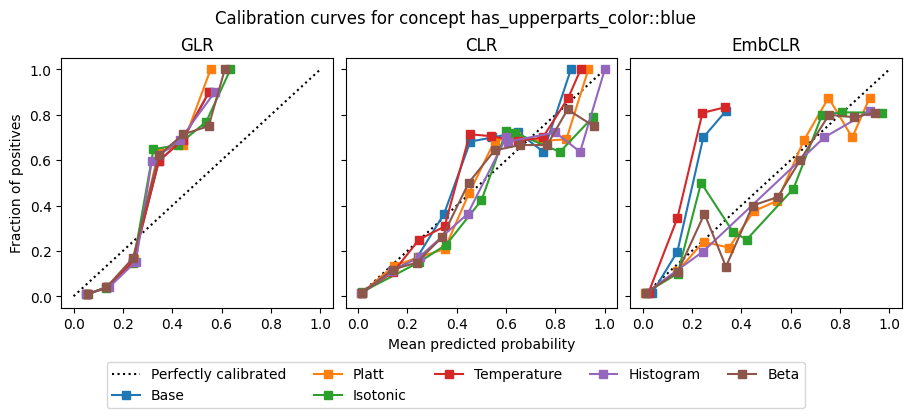 Calibration curves for concept has_upperparts_color::blue
GLR
CLR
EmbCLR
Fraction of positives
1.0
0.8
0.6
0.4
0.2
0.0
0.0 0.2 0.4 0.6 0.8 1.0
0.0 0.2 0.4 0.6 0.8 1.0
0.0 0.2 0.4 0.6 0.8 1.0
Mean predicted probability
Perfectly calibrated Platt Temperature Histogram Beta
Base Isotonic